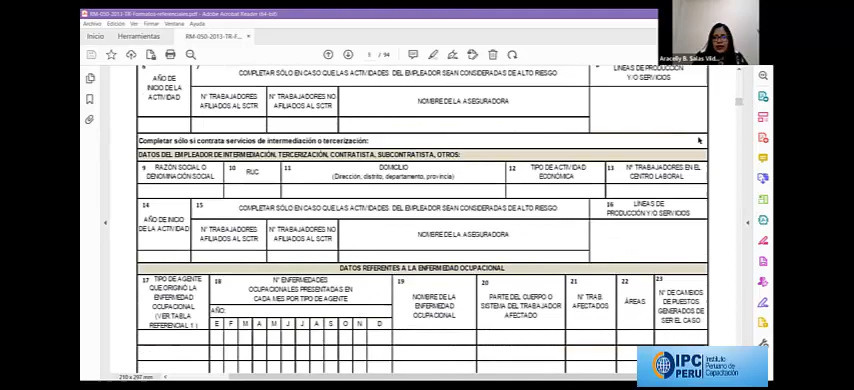 RM-050-2013-TR-Formatos-referenciales.pdf - Adobe Acrobat Reader (64-bit)
Archivo Edición Ver Firmar Ventana Ayuda
Inicio Herramientas RM-050-2013-TR-F... ×
/ 94
Aracelly B. Salas Vild...
AÑO DE INICIO DE LA ACTIVIDAD
7 COMPLETAR SÓLO EN CASO QUE LAS ACTIVIDADES DEL EMPLEADOR SEAN CONSIDERADAS DE ALTO RIESGO
LÍNEAS DE PRODUCCIÓN Y/O SERVICIOS
N° TRABAJADORES AFILIADOS AL SCTR
N° TRABAJADORES NO AFILIADOS AL SCTR
NOMBRE DE LA ASEGURADORA
Completar sólo si contrata servicios de intermediación o tercerización:
DATOS DEL EMPLEADOR DE INTERMEDIACIÓN, TERCERIZACIÓN, CONTRATISTA, SUBCONTRATISTA, OTROS:
9 RAZÓN SOCIAL O DENOMINACIÓN SOCIAL
10 RUC
11 DOMICILIO (Dirección, distrito, departamento, provincia)
12 TIPO DE ACTIVIDAD ECONÓMICA
13 N° TRABAJADORES EN EL CENTRO LABORAL
14 AÑO DE INICIO DE LA ACTIVIDAD
15 COMPLETAR SÓLO EN CASO QUE LAS ACTIVIDADES DEL EMPLEADOR SEAN CONSIDERADAS DE ALTO RIESGO
16 LÍNEAS DE PRODUCCIÓN Y/O SERVICIOS
N° TRABAJADORES AFILIADOS AL SCTR
N° TRABAJADORES NO AFILIADOS AL SCTR
NOMBRE DE LA ASEGURADORA
DATOS REFERENTES A LA ENFERMEDAD OCUPACIONAL
17 TIPO DE AGENTE QUE ORIGINÓ LA ENFERMEDAD OCUPACIONAL (VER TABLA REFERENCIAL 1 )
18 N° ENFERMEDADES OCUPACIONALES PRESENTADAS EN CADA MES POR TIPO DE AGENTE
AÑO:
E F M A M J J A S O N D
19 NOMBRE DE LA ENFERMEDAD OCUPACIONAL
20 PARTE DEL CUERPO O SISTEMA DEL TRABAJADOR AFECTADO
21 N° TRAB. AFECTADOS
22 ÁREAS
23 N° DE CAMBIOS DE PUESTOS GENERADOS DE SER EL CASO
210 x 297 mm
IPC PERU Instituto Peruano de Capacitación